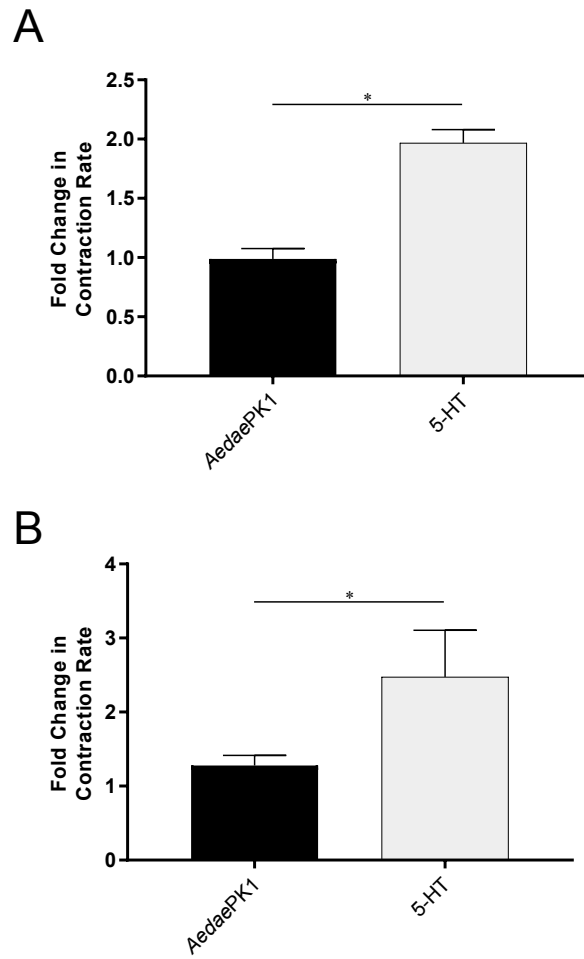 A
Fold Change in
Contraction Rate
2.5
2.0
1.5
1.0
0.5
0.0
*
AedaePK1
5-HT
B
Fold Change in
Contraction Rate
4
3
2
1
0
*
AedaePK1
5-HT